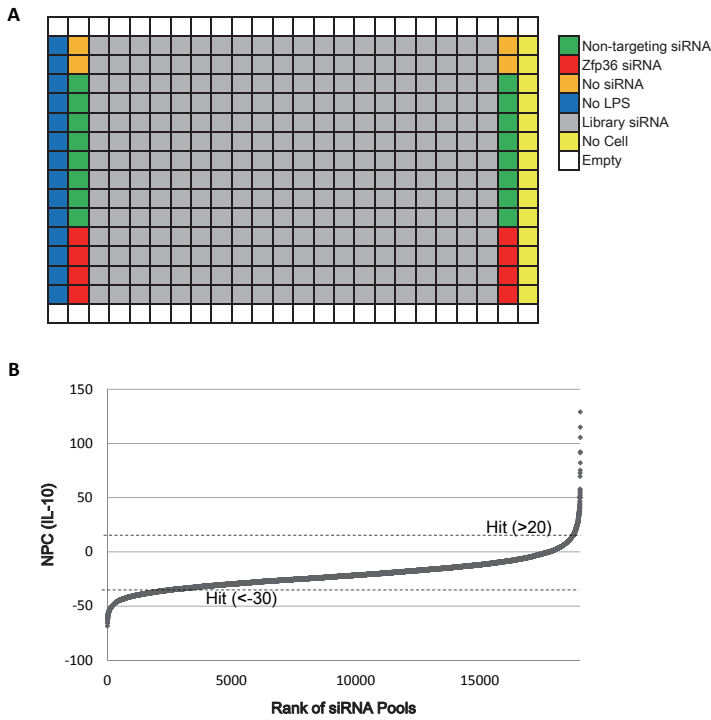 A
Non-targeting siRNA
Zfp36 siRNA
No siRNA
No LPS
Library siRNA
No Cell
Empty
B
150
100
50
0
-50
-100
NPC (IL-10)
Hit (>20)
Hit (<-30)
0
5000
10000
15000
Rank of siRNA Pools